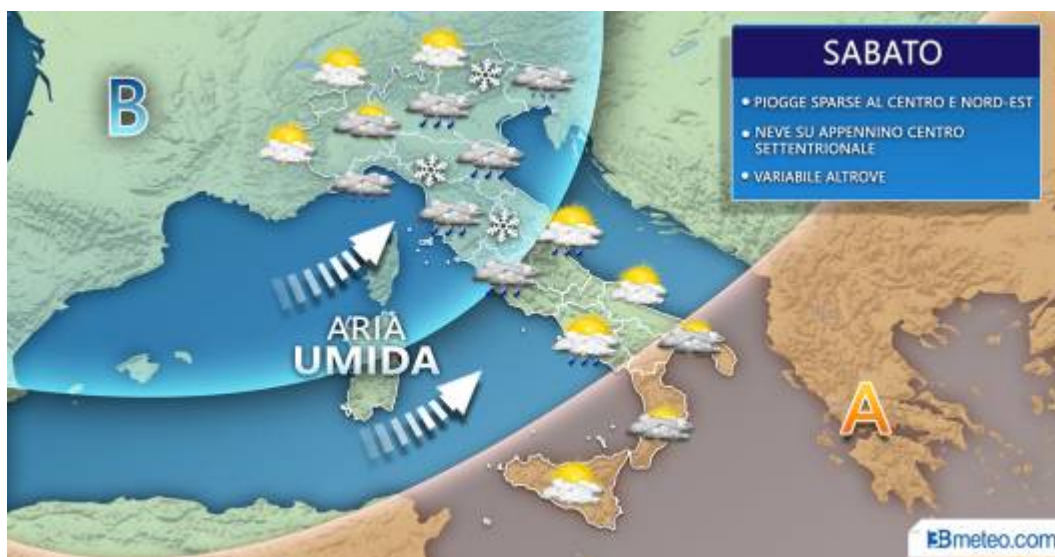 SABATO
• PIOGGE SPARSE AL CENTRO E NORD-EST
• NEVE SU APPENNINO CENTRO
SETTENTRIONALE
• VARIABILE ALTROVE
B
ARIA
UMIDA
A
3Bmeteo.com